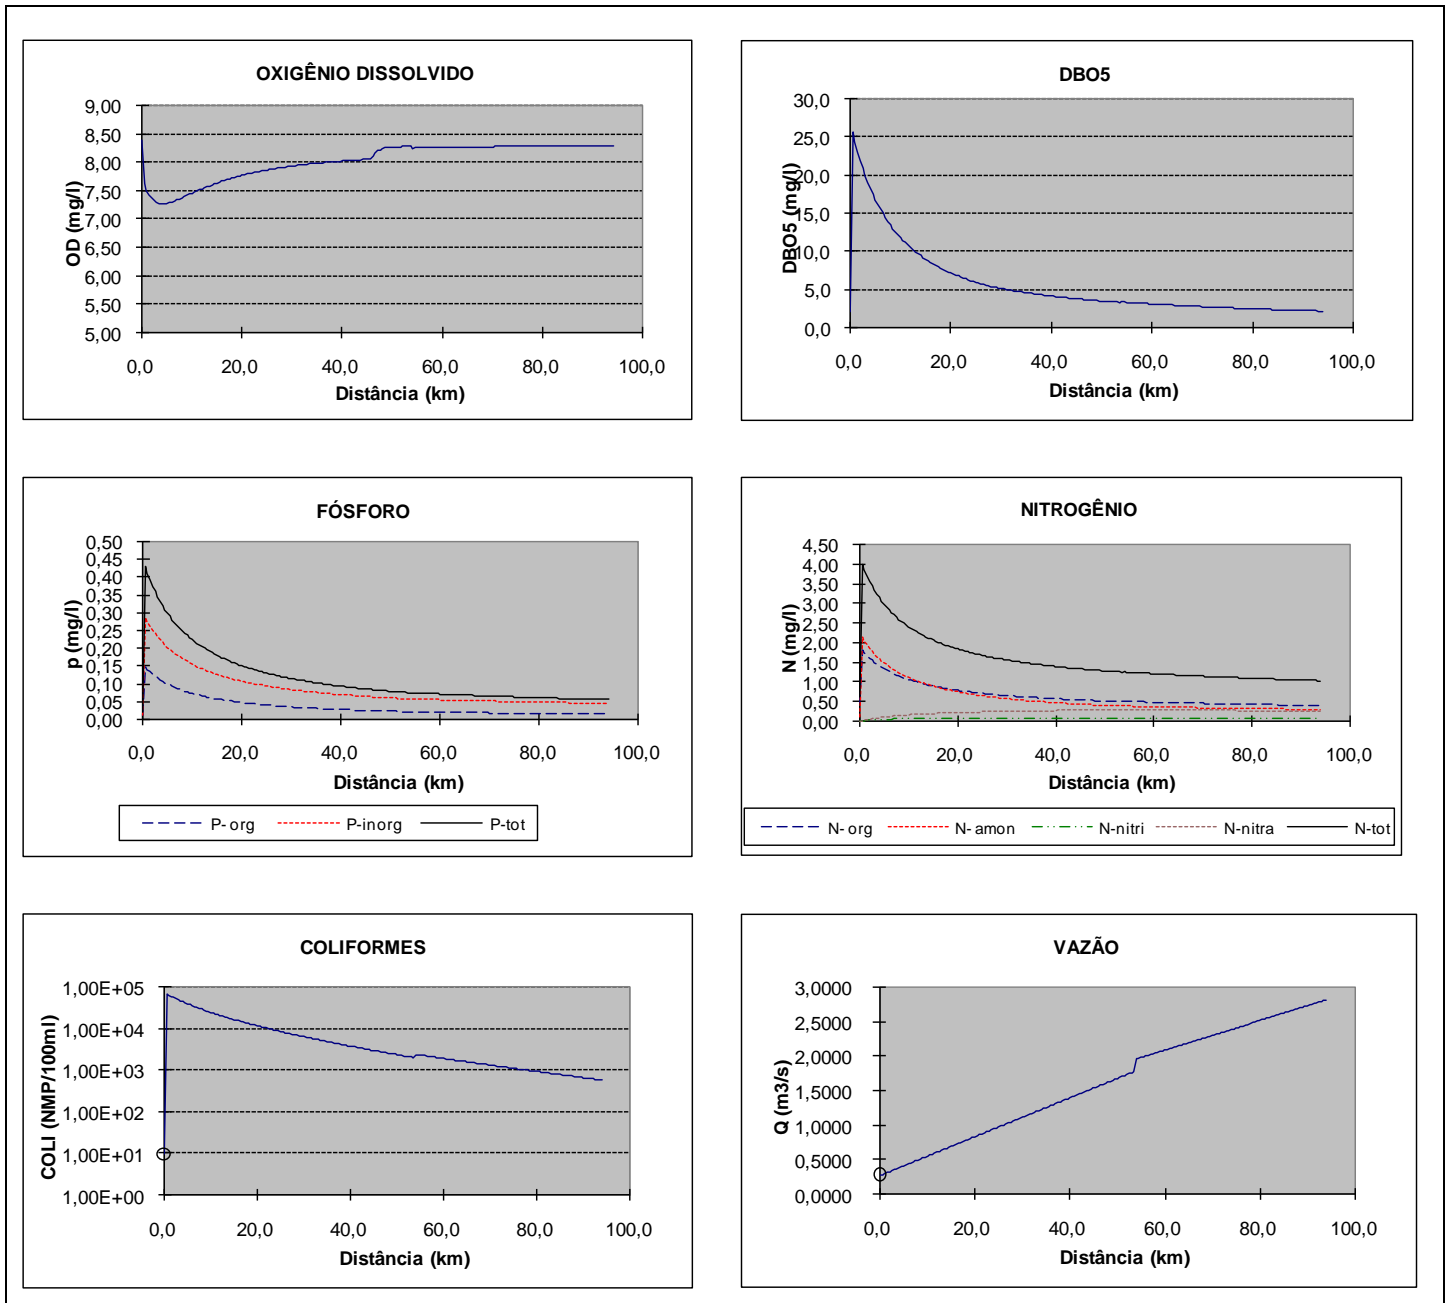 OXIGÊNIO DISSOLVIDO
OD (mg/l)
9,00
8,50
8,00
7,50
7,00
6,50
6,00
5,50
5,00
0,0 20,0 40,0 60,0 80,0 100,0
Distância (km)
DBO5
DBO5 (mg/l)
30,0
25,0
20,0
15,0
10,0
5,0
0,0
0,0 20,0 40,0 60,0 80,0 100,0
Distância (km)
FÓSFORO
p (mg/l)
0,50
0,45
0,40
0,35
0,30
0,25
0,20
0,15
0,10
0,05
0,00
0,0 20,0 40,0 60,0 80,0 100,0
Distância (km)
P- org P-inorg P-tot
NITROGÊNIO
N (mg/l)
4,50
4,00
3,50
3,00
2,50
2,00
1,50
1,00
0,50
0,00
0,0 20,0 40,0 60,0 80,0 100,0
Distância (km)
N- org N- amon N-nitri N-nitra N-tot
COLIFORMES
COLI (NMP/100ml)
1,00E+05
1,00E+04
1,00E+03
1,00E+02
1,00E+01
1,00E+00
0,0 20,0 40,0 60,0 80,0 100,0
Distância (km)
VAZÃO
Q (m3/s)
3,0000
2,5000
2,0000
1,5000
1,0000
0,5000
0,0000
0,0 20,0 40,0 60,0 80,0 100,0
Distância (km)